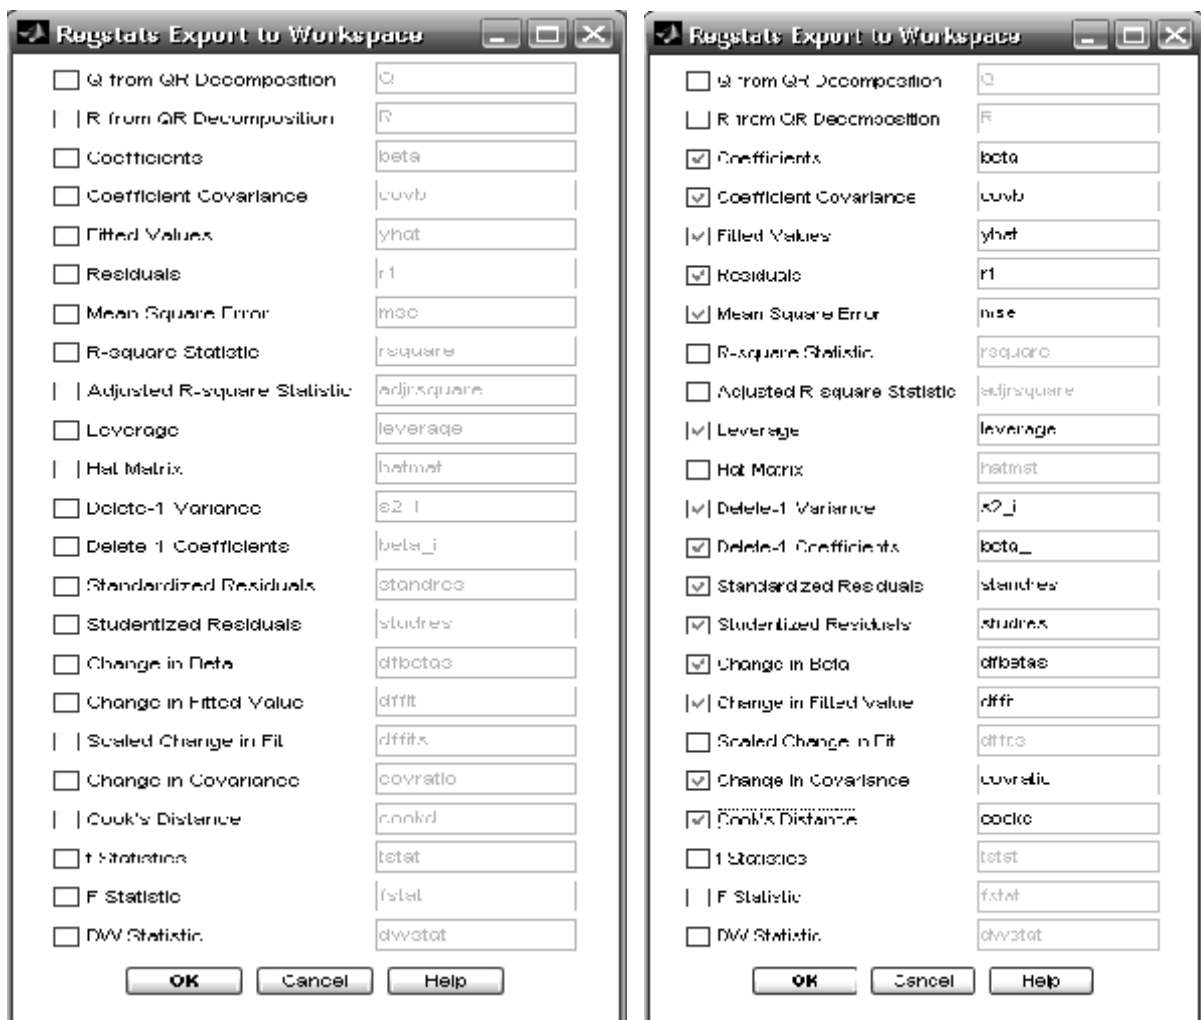 Regstats Export to Workspace
Q from QR Decomposition Q
R from QR Decomposition R
Coefficients beta
Coefficient Covariance covb
Fitted Values yhat
Residuals r1
Mean Square Error mse
R-square Statistic rsquare
Adjusted R-square Statistic adjrsquare
Leverage leverage
Hat Matrix hatmat
Delete-1 Variance s2_i
Delete-1 Coefficients beta_i
Standardized Residuals standres
Studentized Residuals studres
Change in Beta dfbetas
Change in Fitted Value dffit
Scaled Change in Fit dffits
Change in Covariance covratio
Cook's Distance cookd
t Statistics tstat
F Statistic fstat
DW Statistic dwstat
OK Cancel Help
Regstats Export to Workspace
Q from QR Decomposition Q
R from QR Decomposition R
Coefficients beta
Coefficient Covariance covb
Fitted Values yhat
Residuals r1
Mean Square Error mse
R-square Statistic rsquare
Adjusted R-square Statistic adjrsquare
Leverage leverage
Hat Matrix hatmat
Delete-1 Variance s2_i
Delete-1 Coefficients beta_
Standardized Residuals standres
Studentized Residuals studres
Change in Beta dfbetas
Change in Fitted Value dffit
Scaled Change in Fit dffits
Change in Covariance covratio
Cook's Distance cookd
t Statistics tstat
F Statistic fstat
DW Statistic dwstat
OK Cancel Help